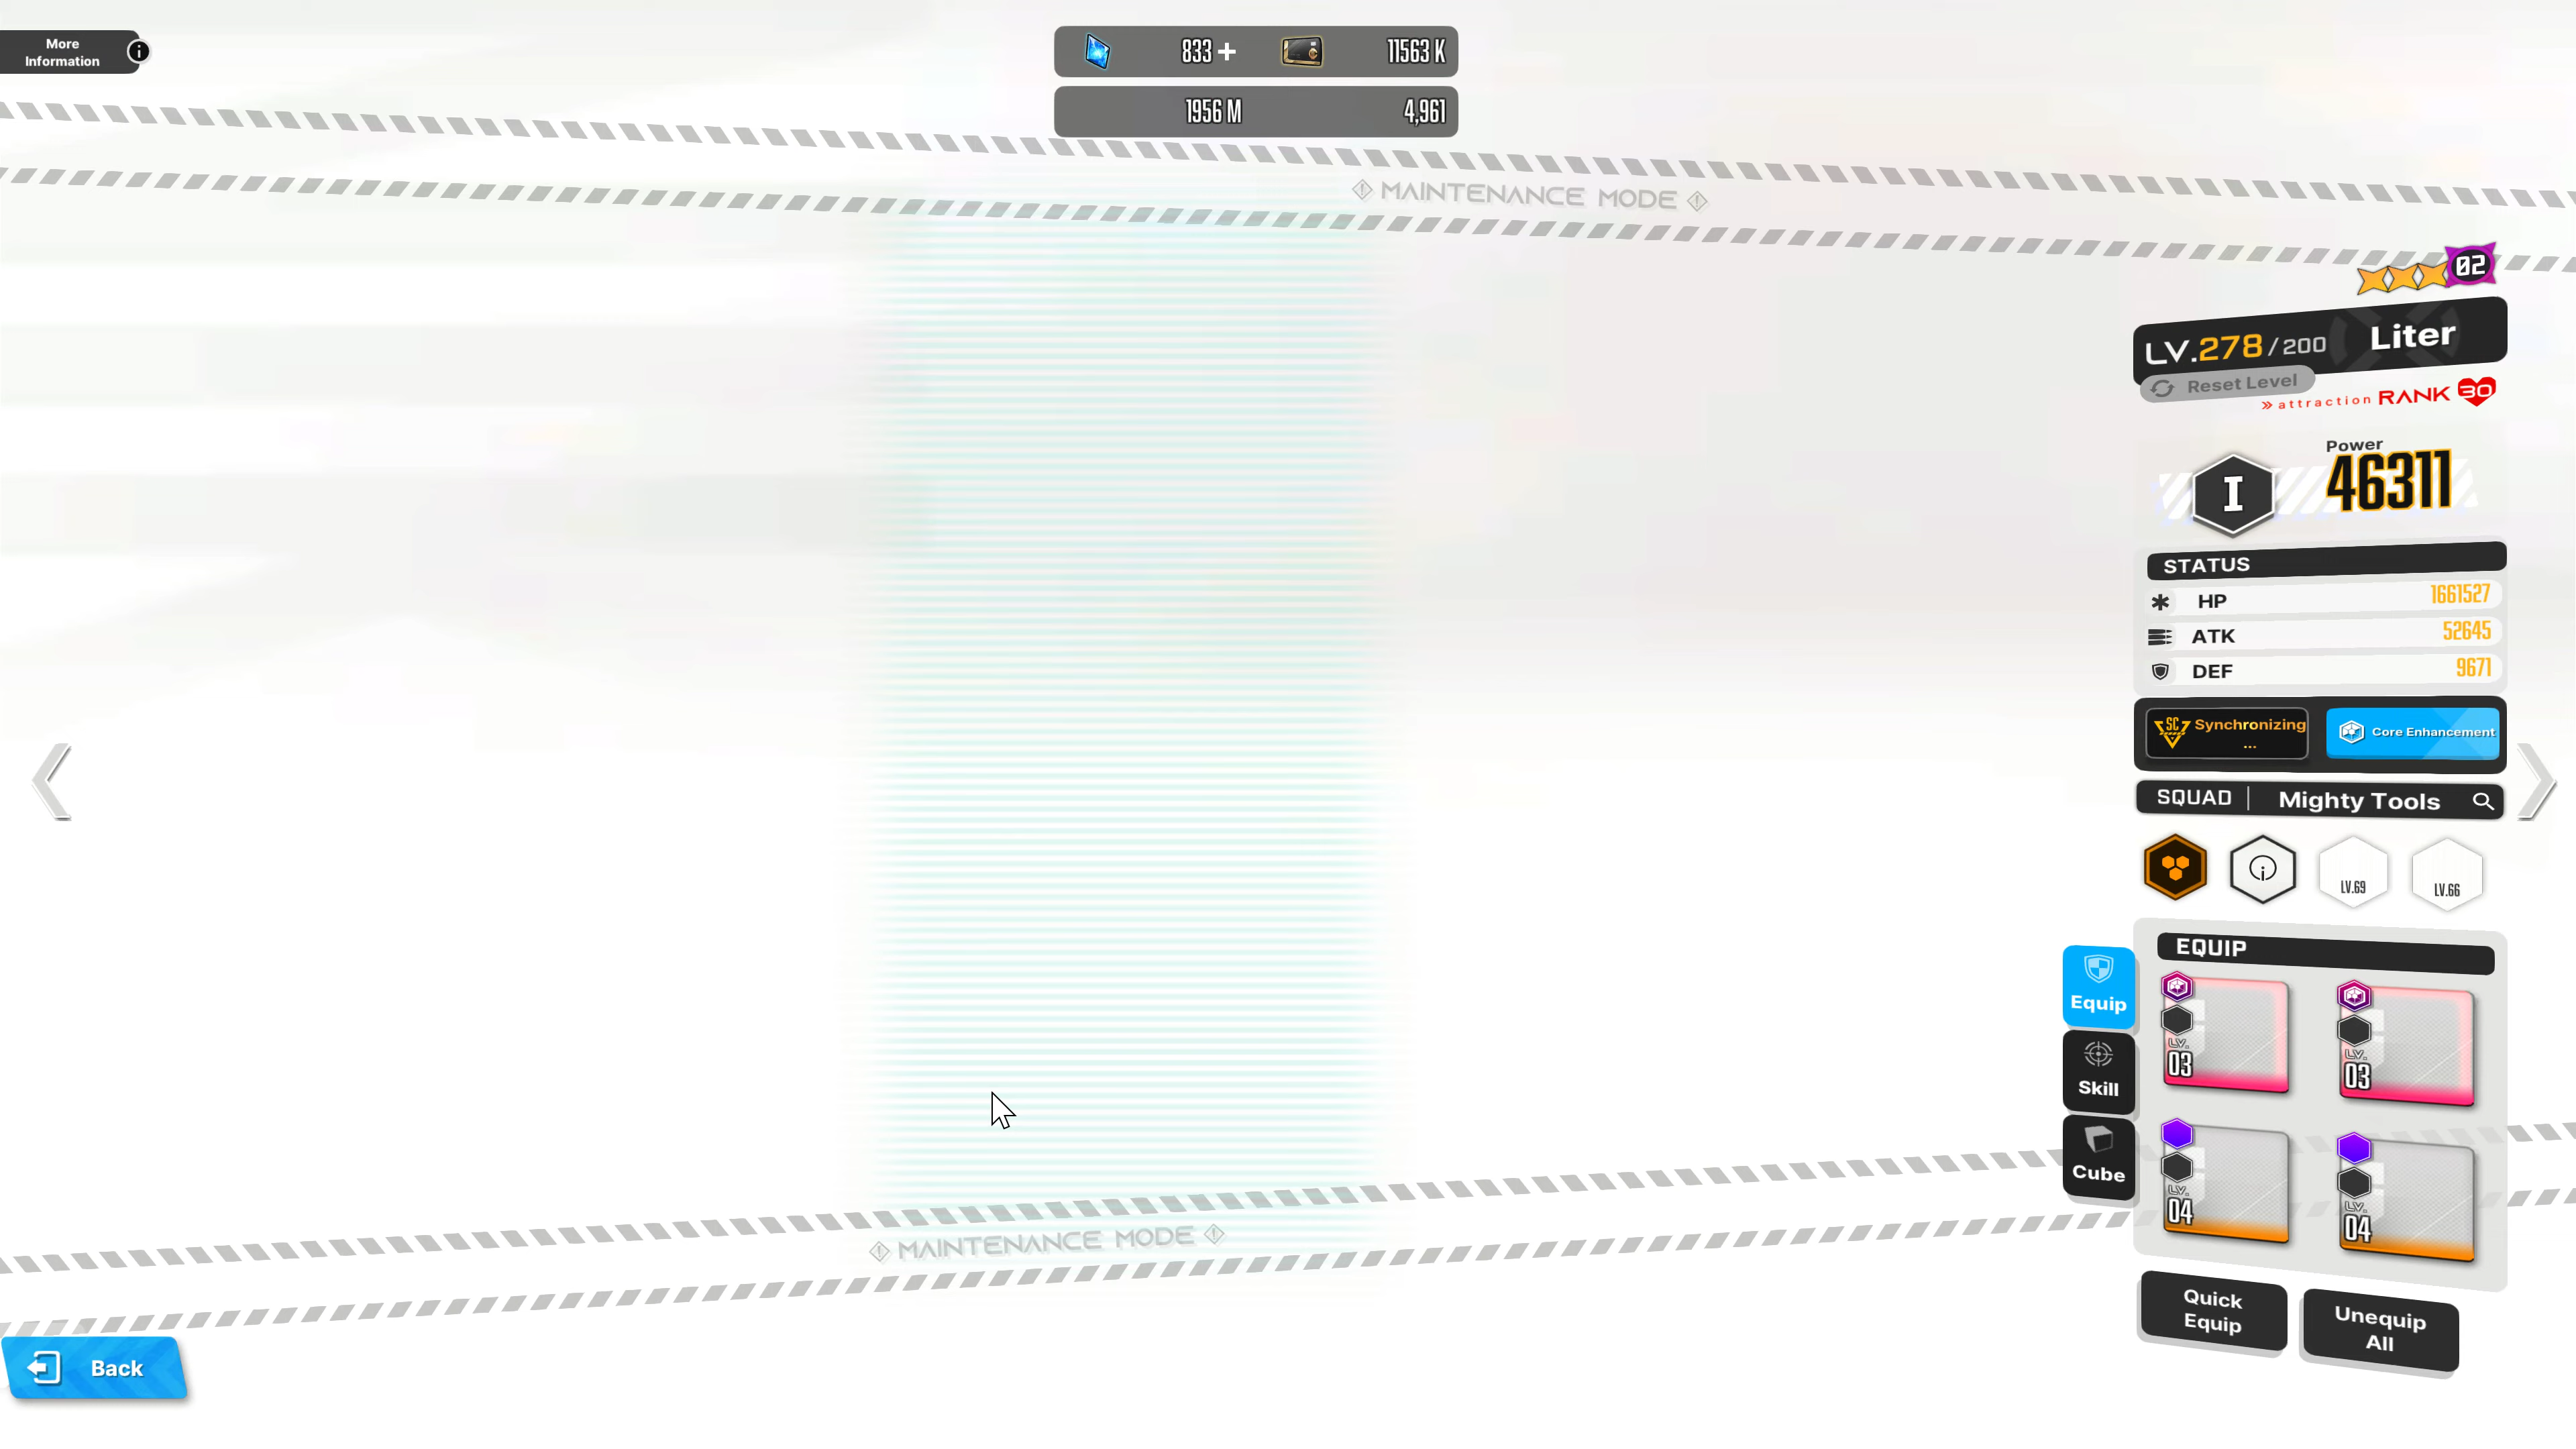 More
Information
833 +
11563 K
1956 M
4,961
MAINTENANCE MODE
02
LV.278/200
Liter
Reset Level
» attraction RANK 30
Power
46311
I
STATUS
HP
1661527
ATK
52645
DEF
9671
SC
Synchronizing
...
Core Enhancement
SQUAD | Mighty Tools
LV.69
LV.66
EQUIP
Equip
Skill
Cube
LV.
03
LV.
03
LV.
04
LV.
04
MAINTENANCE MODE
Quick
Equip
Unequip
All
Back